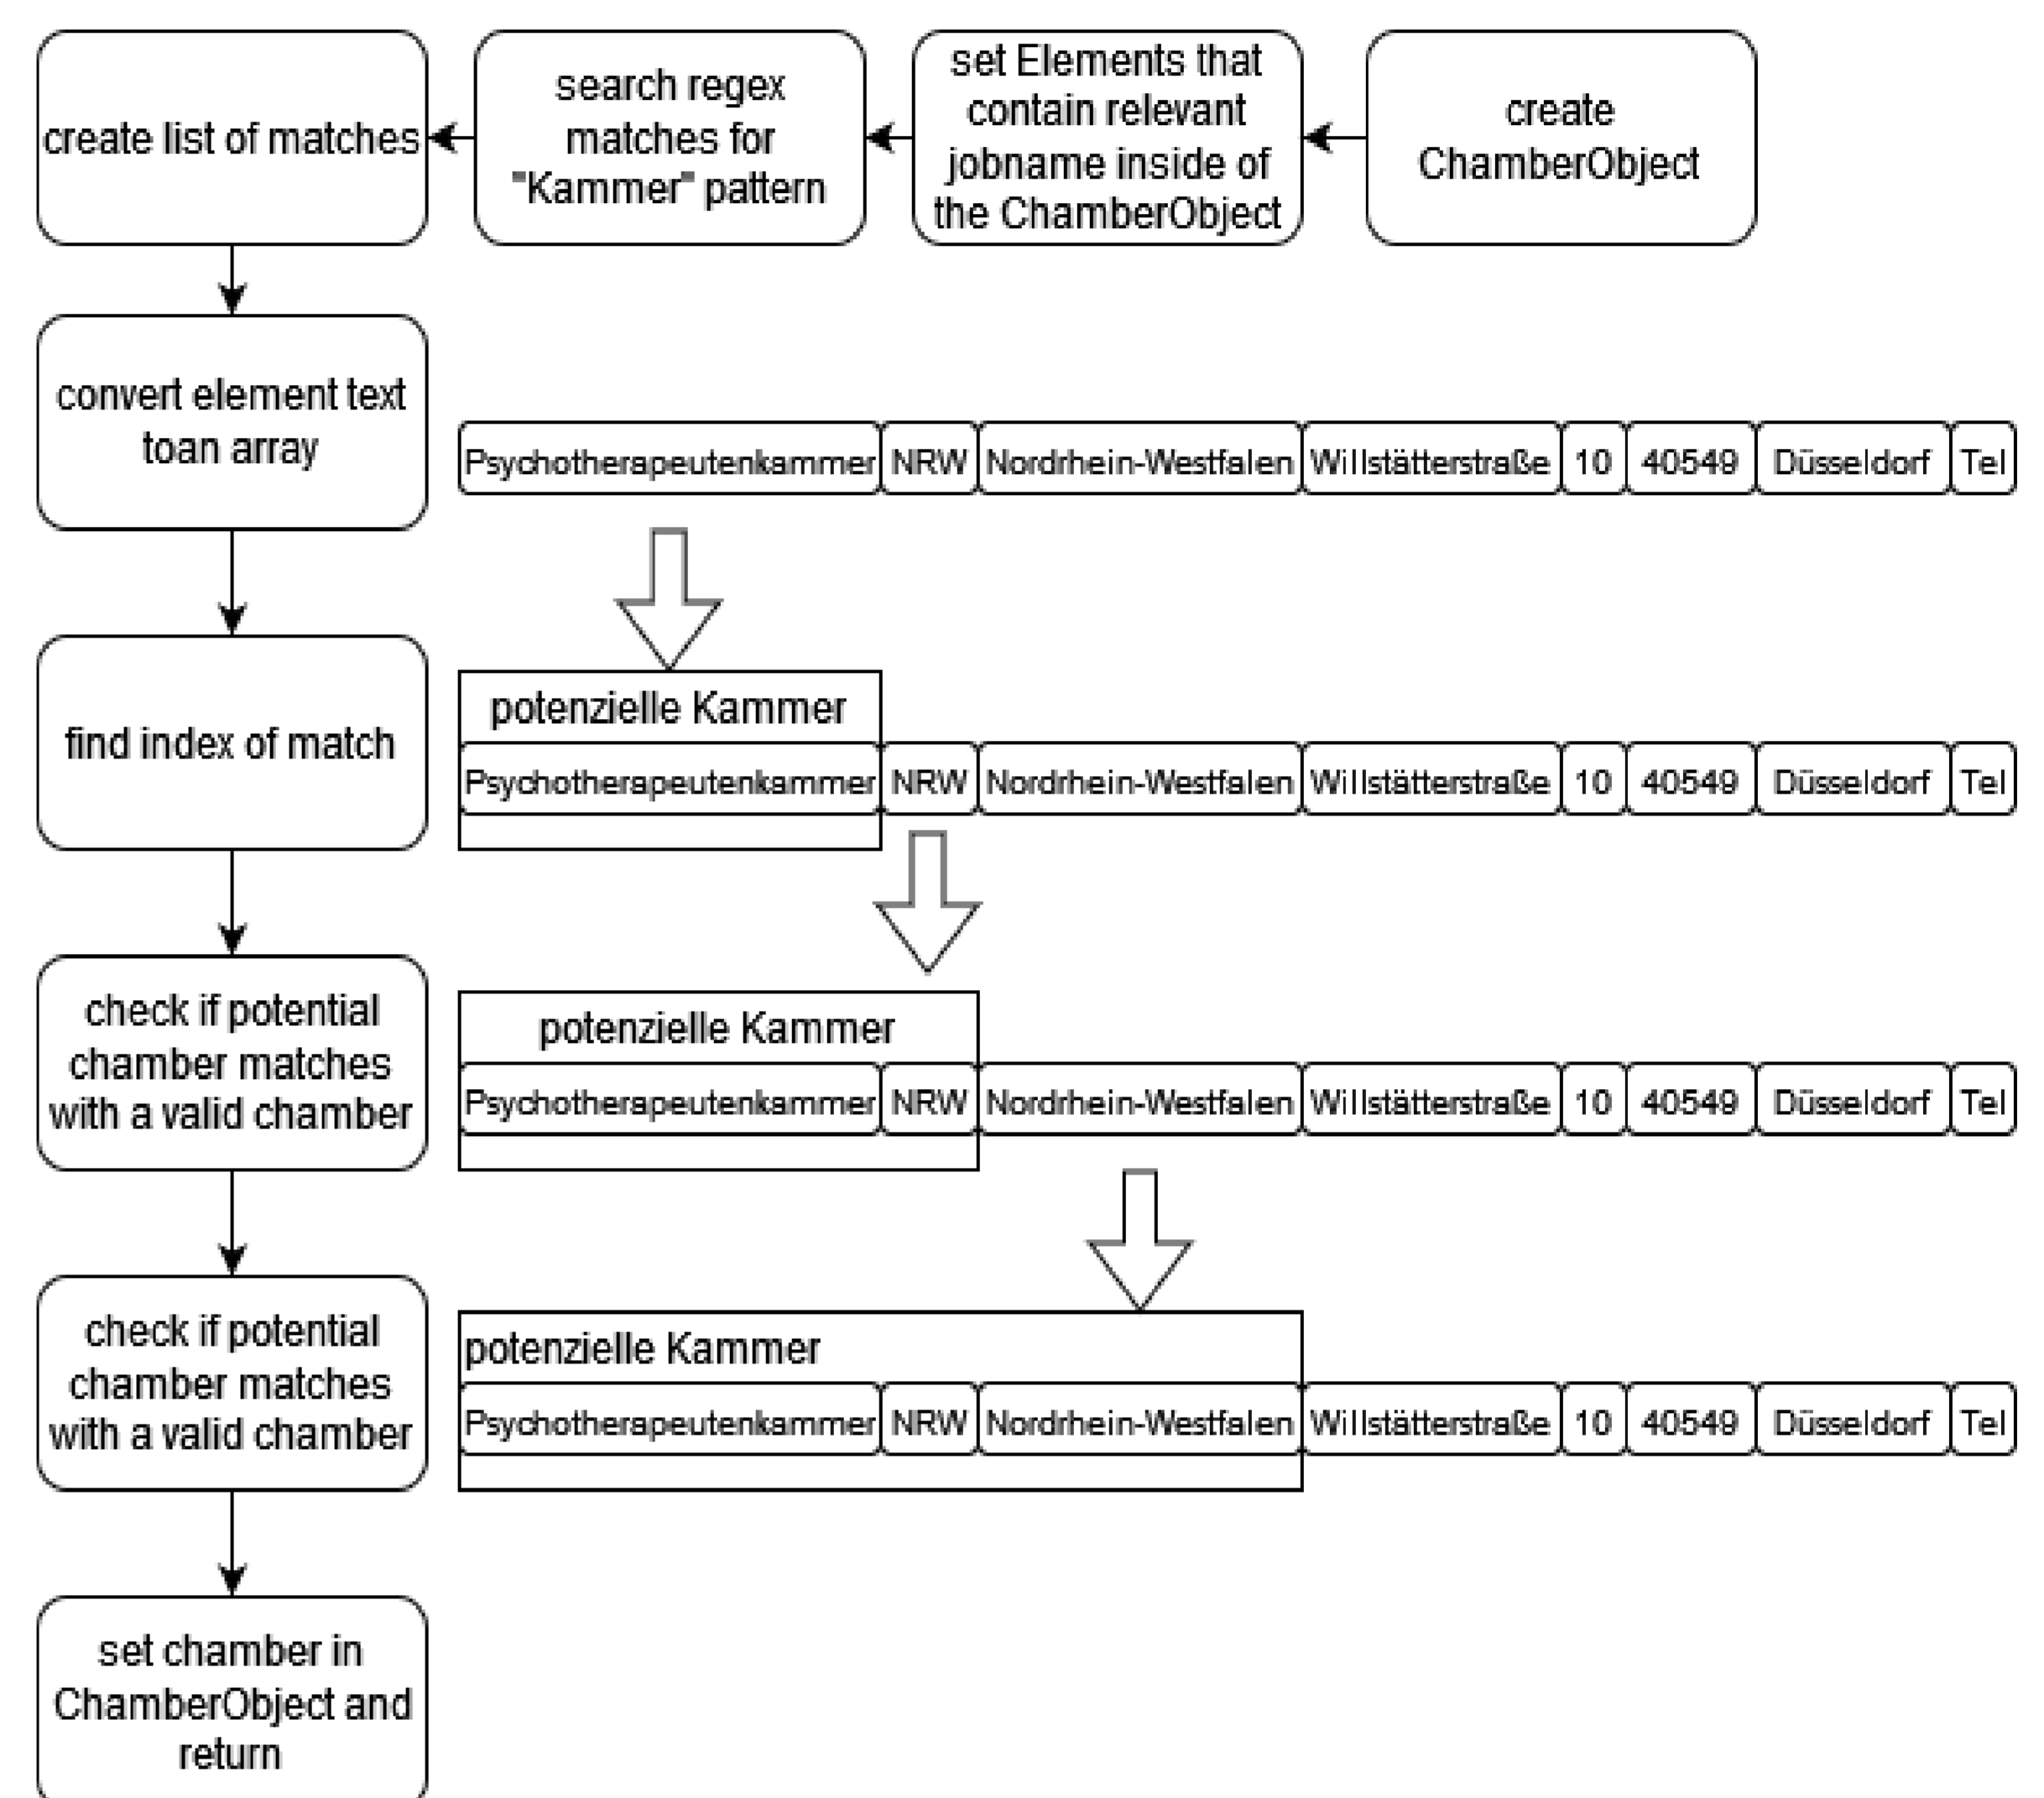 create list of matches
search regex
matches for
"Kammer" pattern
set Elements that
contain relevant
jobname inside of
the ChamberObject
create
ChamberObject
convert element text
toan array
Psychotherapeutenkammer NRW Nordrhein-Westfalen Willstätterstraße 10 40549 Düsseldorf Tel
find index of match
potenzielle Kammer
Psychotherapeutenkammer NRW Nordrhein-Westfalen Willstätterstraße 10 40549 Düsseldorf Tel
check if potential
chamber matches
with a valid chamber
potenzielle Kammer
Psychotherapeutenkammer NRW Nordrhein-Westfalen Willstätterstraße 10 40549 Düsseldorf Tel
check if potential
chamber matches
with a valid chamber
potenzielle Kammer
Psychotherapeutenkammer NRW Nordrhein-Westfalen Willstätterstraße 10 40549 Düsseldorf Tel
set chamber in
ChamberObject and
return